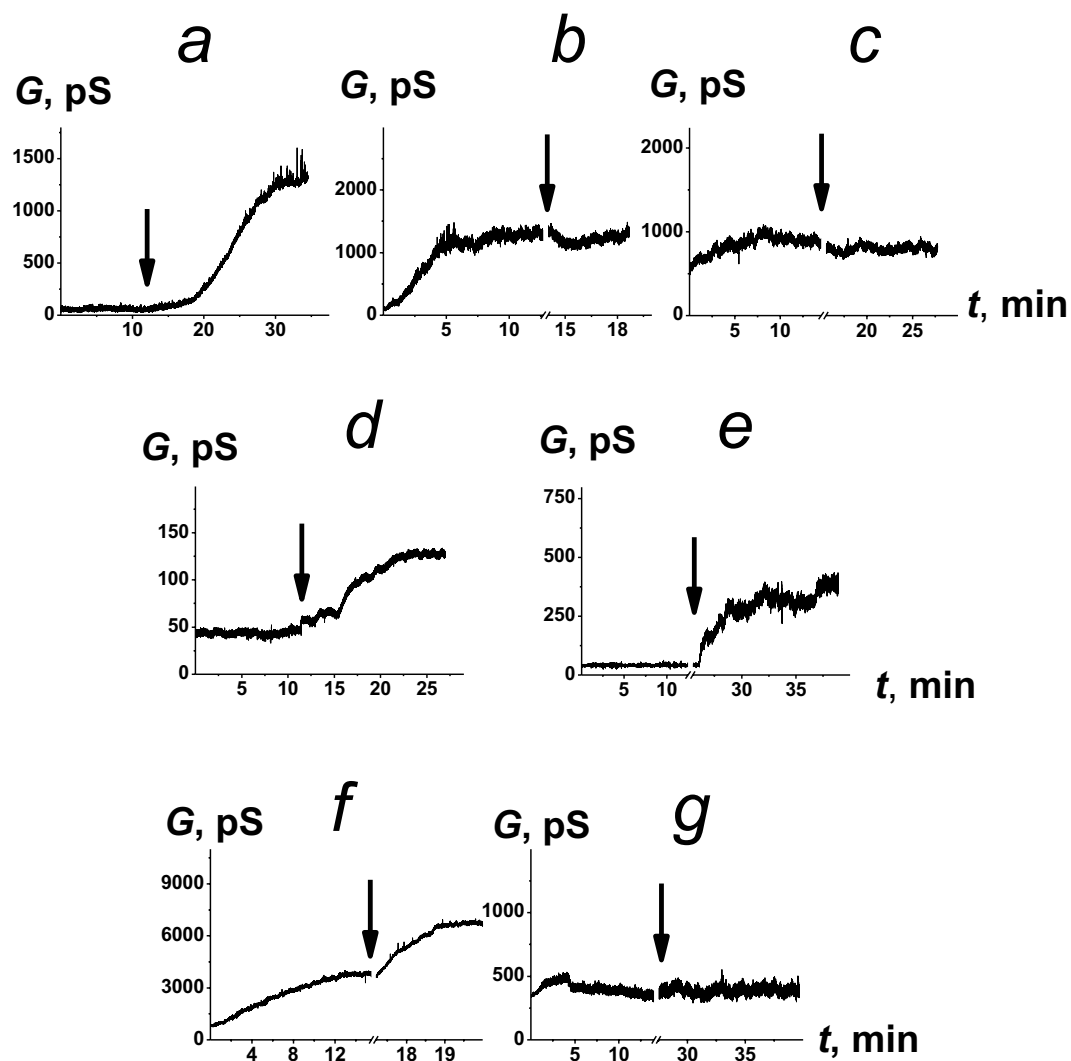 a b c
G, pS G, pS G, pS
1500 1000 500 0
10 20 30
2000 1000 0
5 10 15 18
2000 1000 0
5 10 15 20 25
t, min
d e
G, pS G, pS
150 100 50 0
5 10 15 20 25
750 500 250 0
5 10 30 35
t, min
f g
G, pS G, pS
9000 6000 3000 0
4 8 12 18 19
1000 500 0
5 10 30 35
t, min